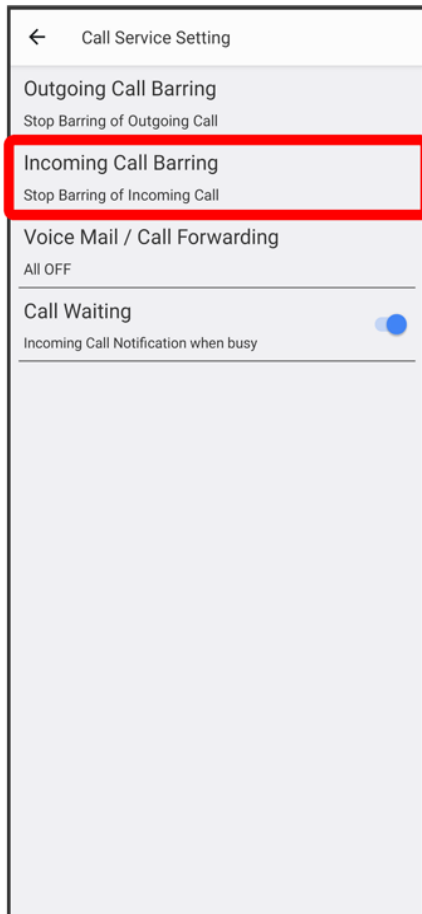 Call Service Setting
Outgoing Call Barring
Stop Barring of Outgoing Call
Incoming Call Barring
Stop Barring of Incoming Call
Voice Mail / Call Forwarding
All OFF
Call Waiting
Incoming Call Notification when busy